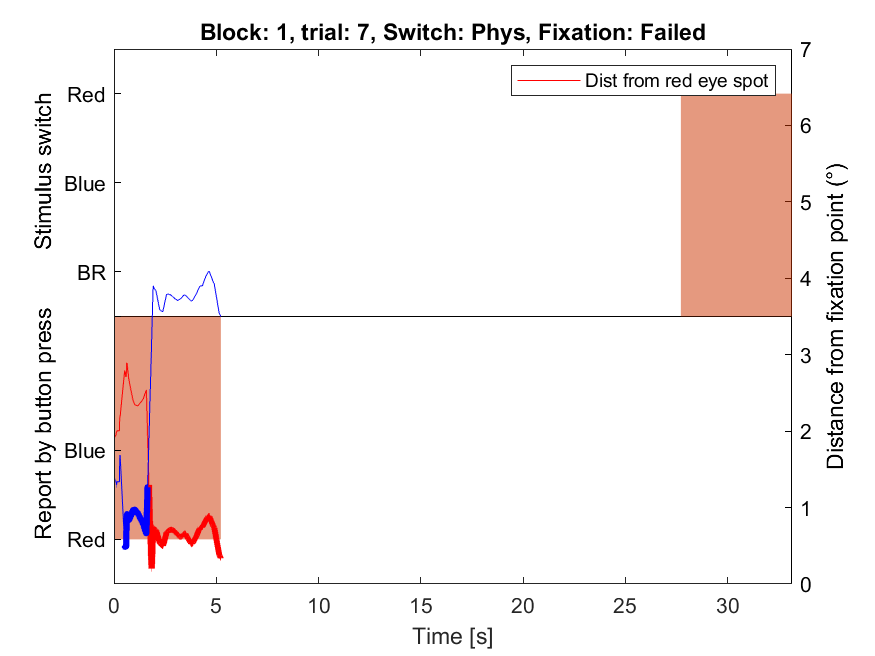 Block: 1, trial: 7, Switch: Phys, Fixation: Failed
Dist from red eye spot
Stimulus switch
Red
Blue
BR
Report by button press
Blue
Red
7
6
5
4
3
2
1
0
Distance from fixation point (°)
0 5 10 15 20 25 30
Time [s]